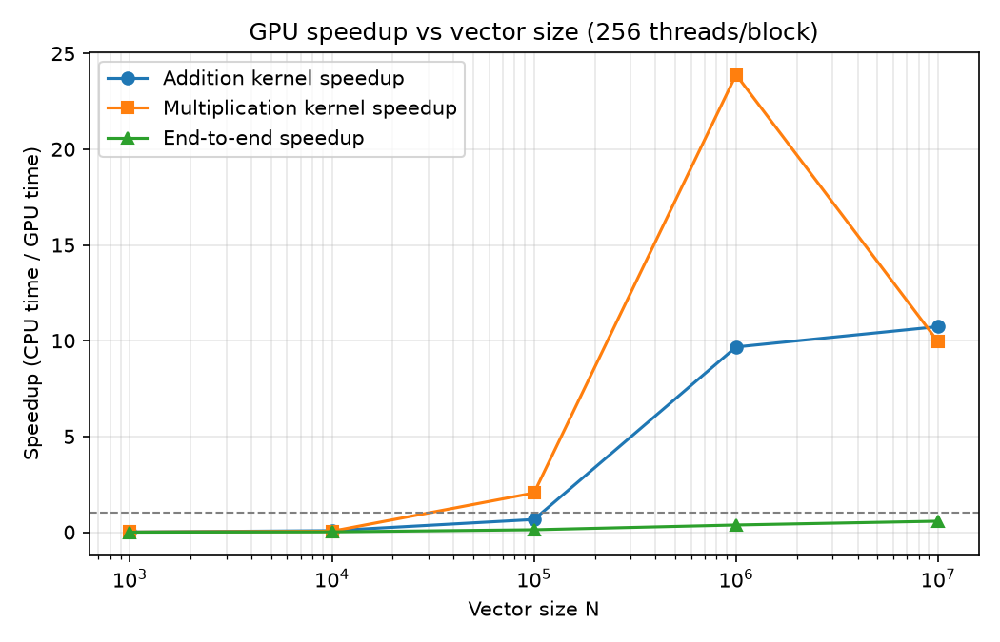 GPU speedup vs vector size (256 threads/block)
Addition kernel speedup
Multiplication kernel speedup
End-to-end speedup
Speedup (CPU time / GPU time)
25
20
15
10
5
0
10³ 10⁴ 10⁵ 10⁶ 10⁷
Vector size N